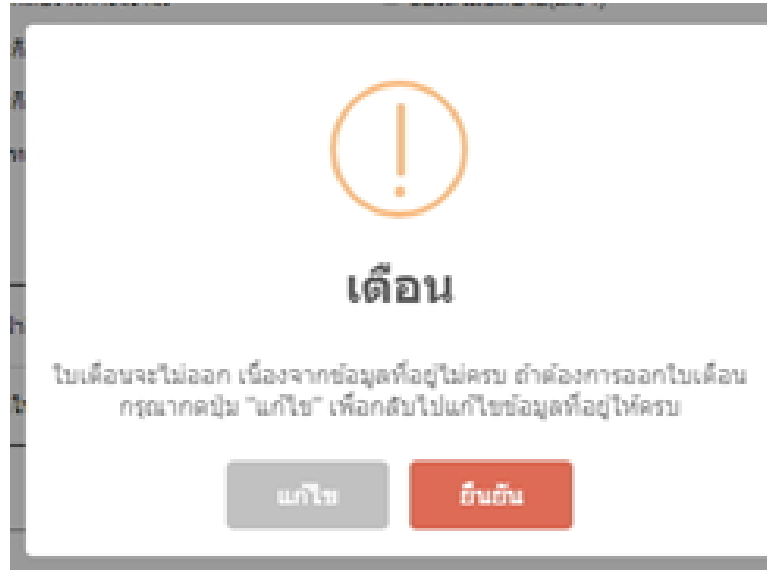 เตือน
ใบเตือนจะไม่ออก เนื่องจากข้อมูลที่อยู่ไม่ครบ ถ้าต้องการออกใบเตือน
กรุณากดปุ่ม "แก้ไข" เพื่อกลับไปแก้ไขข้อมูลที่อยู่ให้ครบ
แก้ไข
ยืนยัน